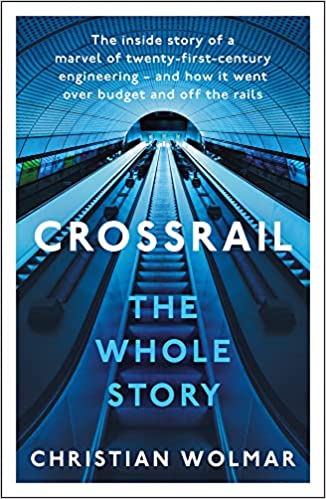 The inside story of a
marvel of twenty-first-century
engineering – and how it went
over budget and off the rails
CROSSRAIL
THE
WHOLE
STORY
CHRISTIAN WOLMAR